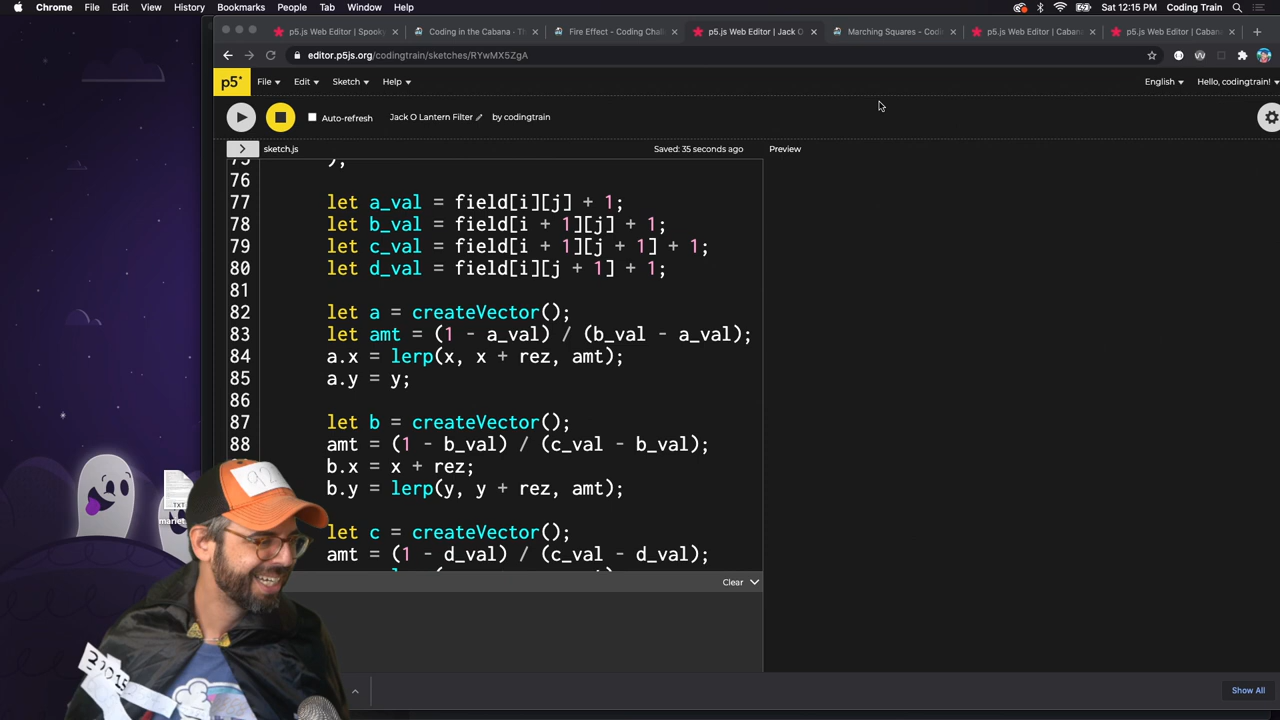 Chrome File Edit View History Bookmarks People Tab Window Help Sat 12:15 PM Coding Train
p5.js Web Editor | Spooky Coding in the Cabana - Th Fire Effect - Coding Chal p5.js Web Editor | Jack O Marching Squares - Codi p5.js Web Editor | Caban p5.js Web Editor | Caban
editor.p5js.org/codingtrain/sketches/RYwMX5ZgA
p5* File Edit Sketch Help English Hello, codingtrain!
Auto-refresh Jack O Lantern Filter by codingtrain
sketch.js Saved: 35 seconds ago Preview
75 );
76
77 let a_val = field[i][j] + 1;
78 let b_val = field[i + 1][j] + 1;
79 let c_val = field[i + 1][j + 1] + 1;
80 let d_val = field[i][j + 1] + 1;
81
82 let a = createVector();
83 let amt = (1 - a_val) / (b_val - a_val);
84 a.x = lerp(x, x + rez, amt);
85 a.y = y;
86
87 let b = createVector();
88 amt = (1 - b_val) / (c_val - b_val);
b.x = x + rez;
b.y = lerp(y, y + rez, amt);
let c = createVector();
amt = (1 - d_val) / (c_val - d_val);
Clear
TXT
92
30015
Show All